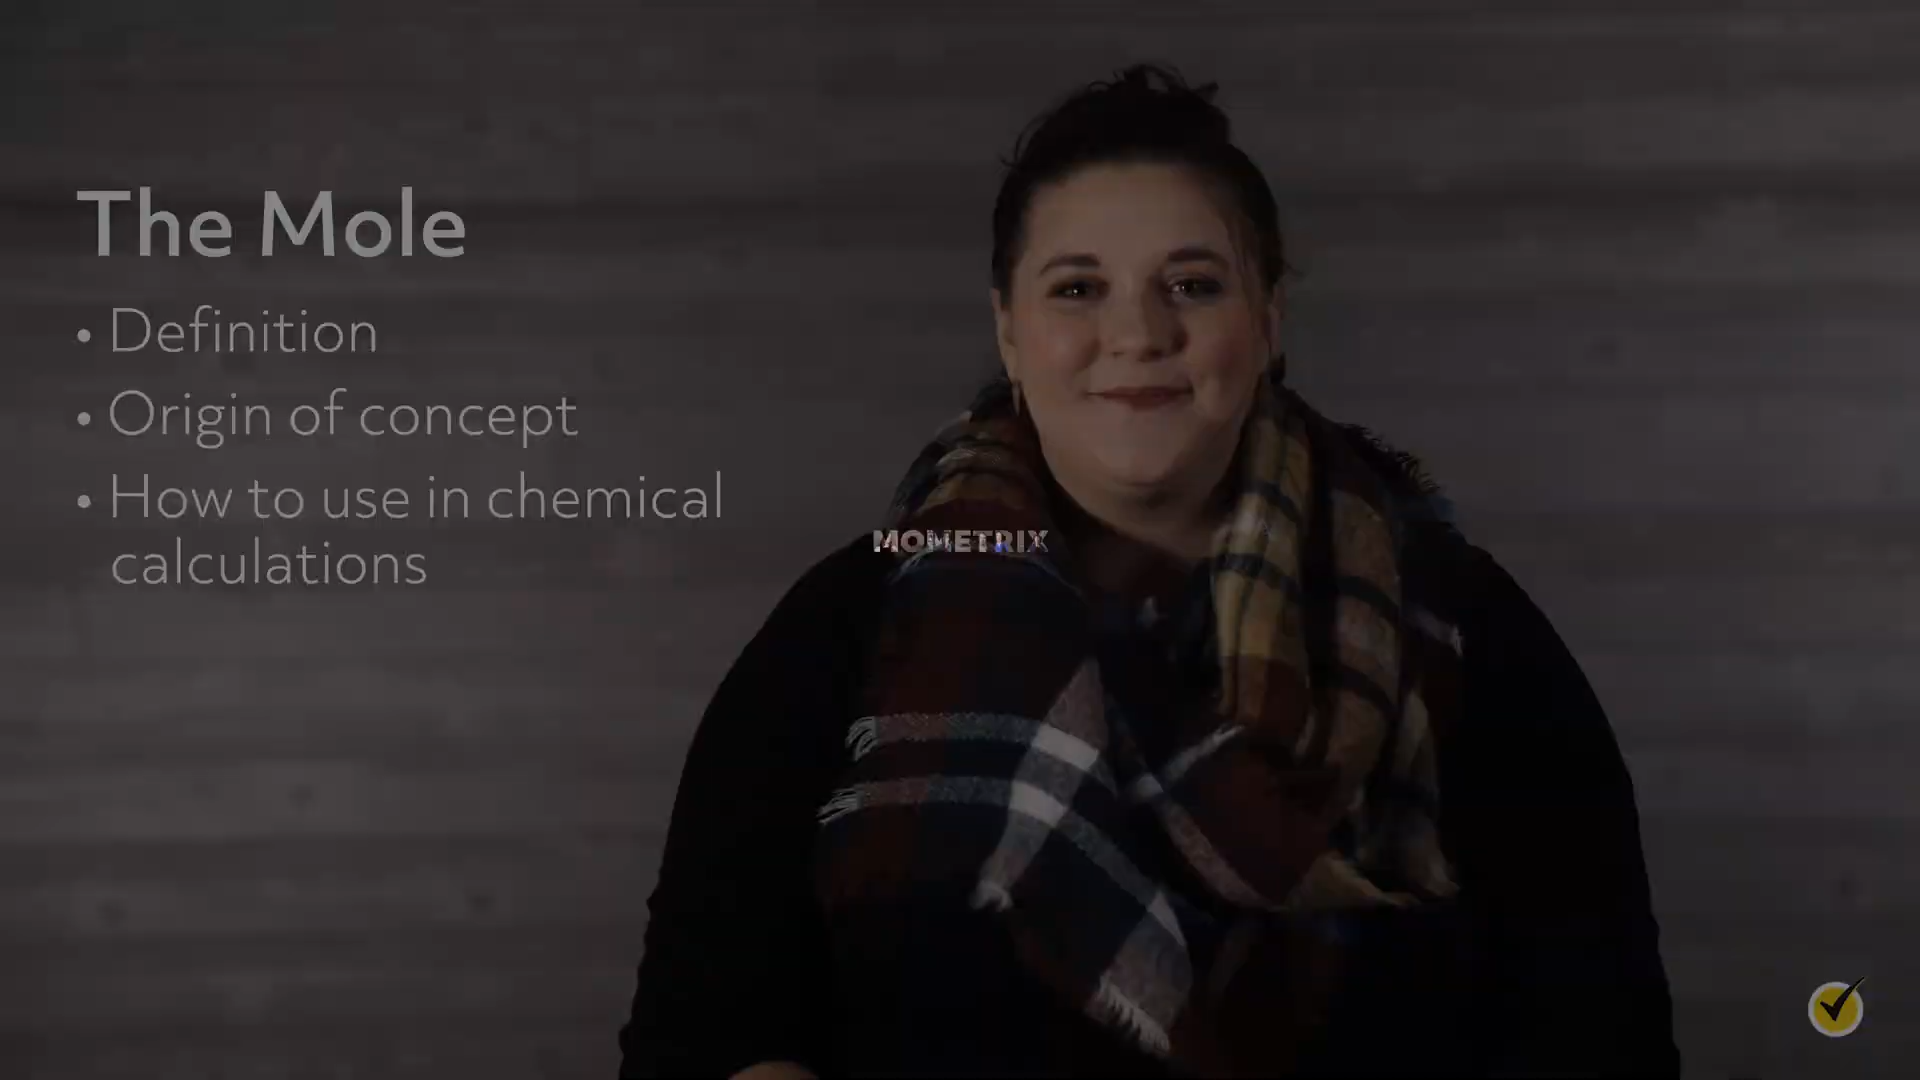 The Mole
• Definition
• Origin of concept
• How to use in chemical
calculations
MOMETRIX